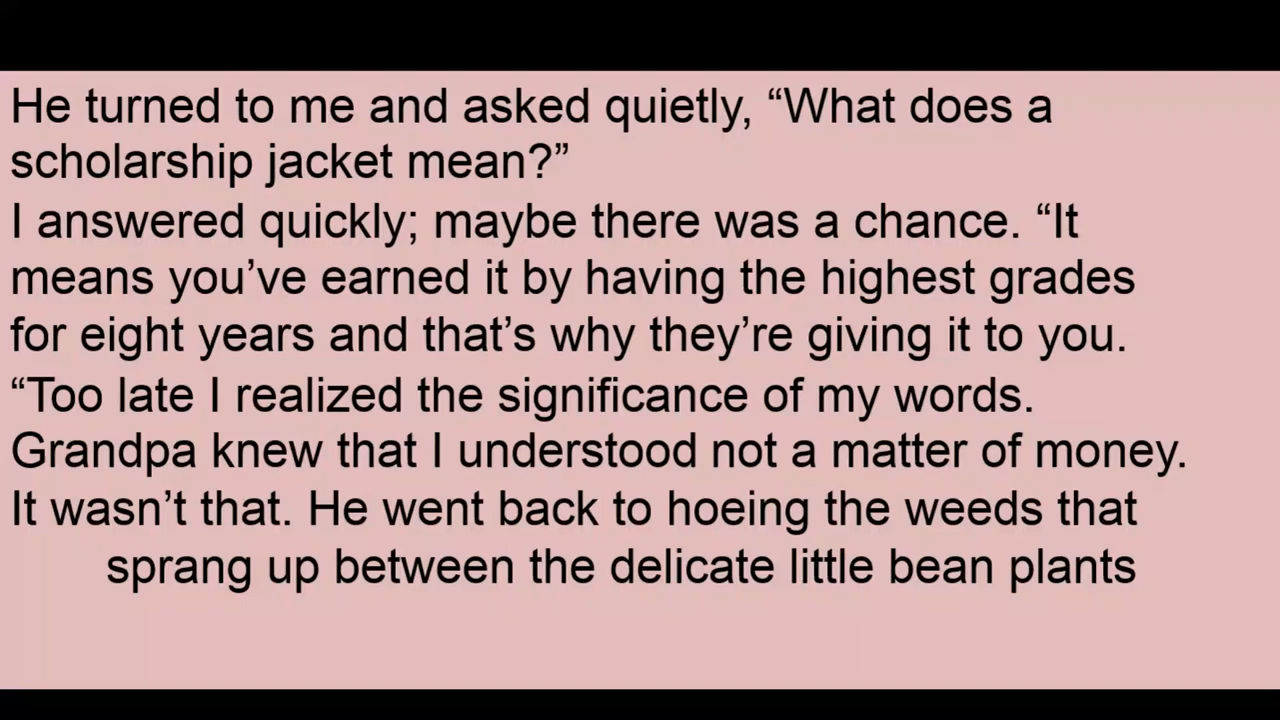 He turned to me and asked quietly, “What does a
scholarship jacket mean?”
I answered quickly; maybe there was a chance. “It
means you’ve earned it by having the highest grades
for eight years and that’s why they’re giving it to you.
“Too late I realized the significance of my words.
Grandpa knew that I understood not a matter of money.
It wasn’t that. He went back to hoeing the weeds that
sprang up between the delicate little bean plants